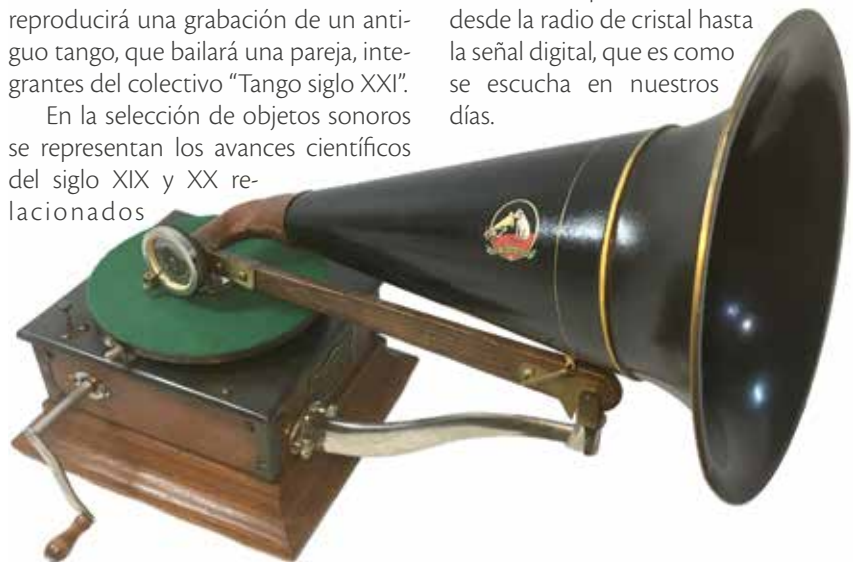 reproducirá una grabación de un anti-
guo tango, que bailará una pareja, inte-
grantes del colectivo “Tango siglo XXI”.
En la selección de objetos sonoros
se representan los avances científicos
del siglo XIX y XX re-
lacionados
desde la radio de cristal hasta
la señal digital, que es como
se escucha en nuestros
días.